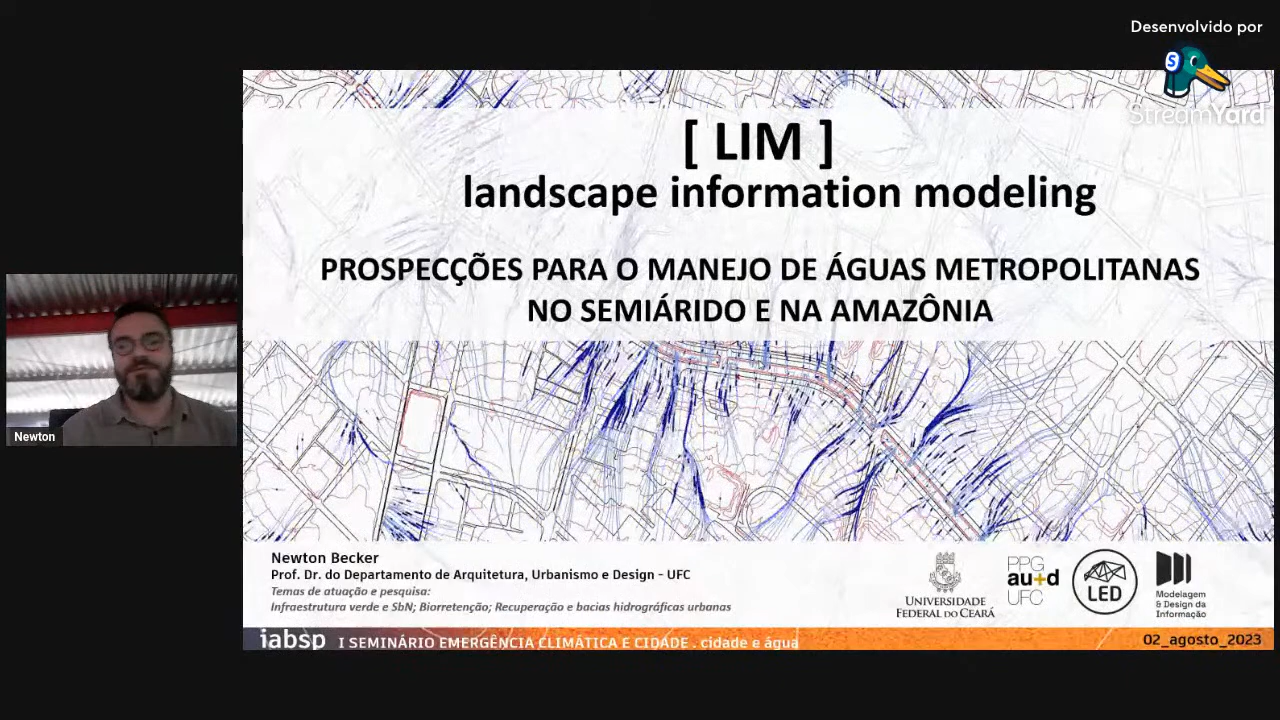 Desenvolvido por
StreamYard
[ LIM ]
landscape information modeling
PROSPECÇÕES PARA O MANEJO DE ÁGUAS METROPOLITANAS
NO SEMIÁRIDO E NA AMAZÔNIA
Newton
Newton Becker
Prof. Dr. do Departamento de Arquitetura, Urbanismo e Design - UFC
Temas de atuação e pesquisa:
Infraestrutura verde e SbN; Biorretenção; Recuperação e bacias hidrográficas urbanas
UNIVERSIDADE
FEDERAL DO CEARÁ
PPG
au+d
UFC
LED
Modelagem
& Design da
Informação
iabsp I SEMINÁRIO EMERGÊNCIA CLIMÁTICA E CIDADE . cidade e água
02_agosto_2023